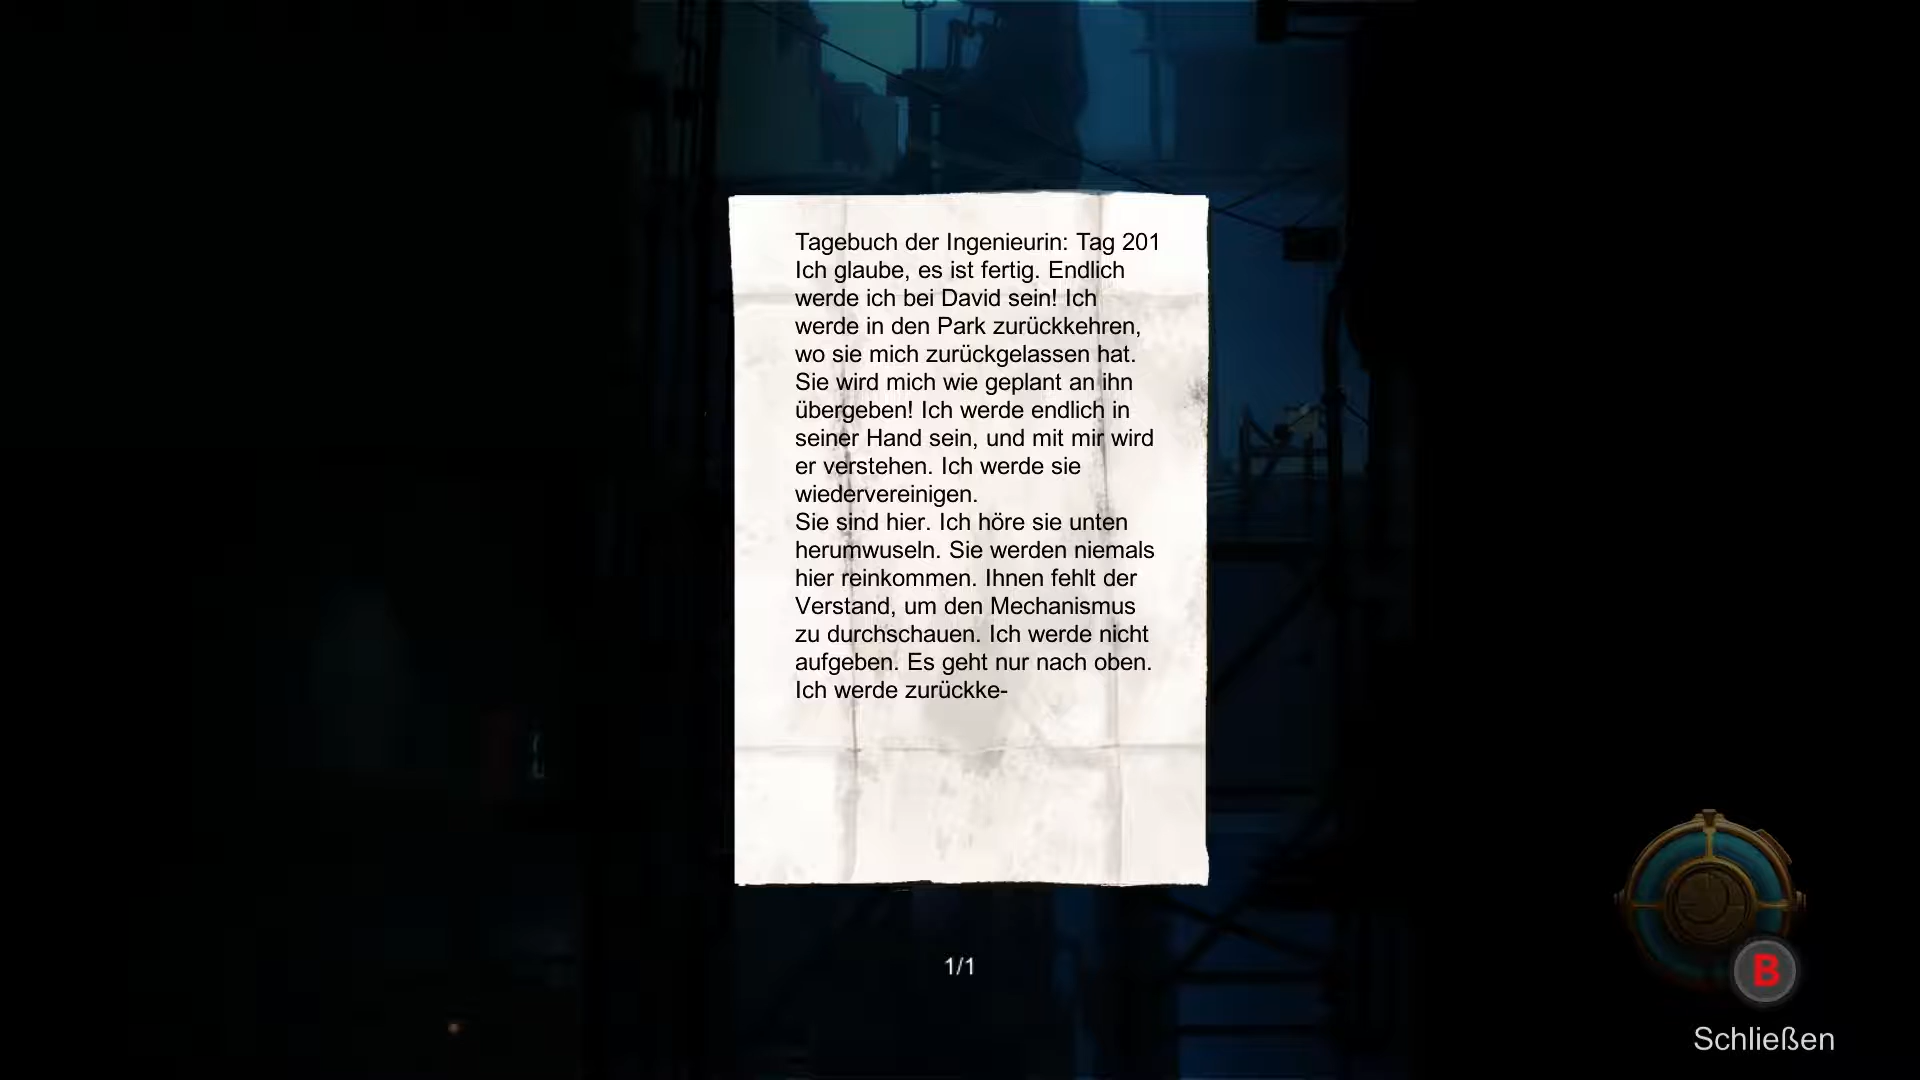 Tagebuch der Ingenieurin: Tag 201
Ich glaube, es ist fertig. Endlich
werde ich bei David sein! Ich
werde in den Park zurückkehren,
wo sie mich zurückgelassen hat.
Sie wird mich wie geplant an ihn
übergeben! Ich werde endlich in
seiner Hand sein, und mit mir wird
er verstehen. Ich werde sie
wiedervereinigen.
Sie sind hier. Ich höre sie unten
herumwuseln. Sie werden niemals
hier reinkommen. Ihnen fehlt der
Verstand, um den Mechanismus
zu durchschauen. Ich werde nicht
aufgeben. Es geht nur nach oben.
Ich werde zurückke-
1/1
B
Schließen